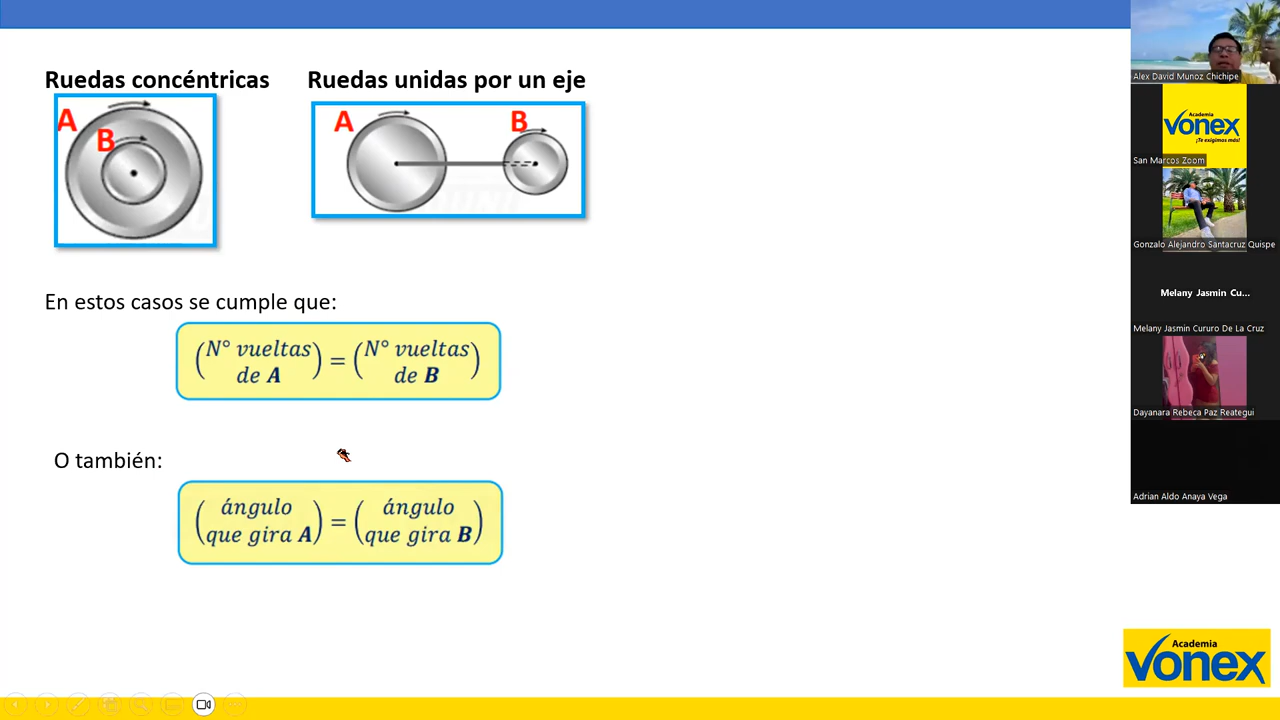 Ruedas concéntricas
Ruedas unidas por un eje
A
B
A
B
En estos casos se cumple que:
(N° vueltas de A) = (N° vueltas de B)
O también:
(ángulo que gira A) = (ángulo que gira B)
Academia
Vonex
Alex David Munoz Chichipe
Academia
Vonex
¡Te exigimos más!
San Marcos Zoom
Gonzalo Alejandro Santacruz Quispe
Melany Jasmin Cu...
Melany Jasmin Cururo De La Cruz
Dayanara Rebeca Paz Reategui
Adrian Aldo Anaya Vega